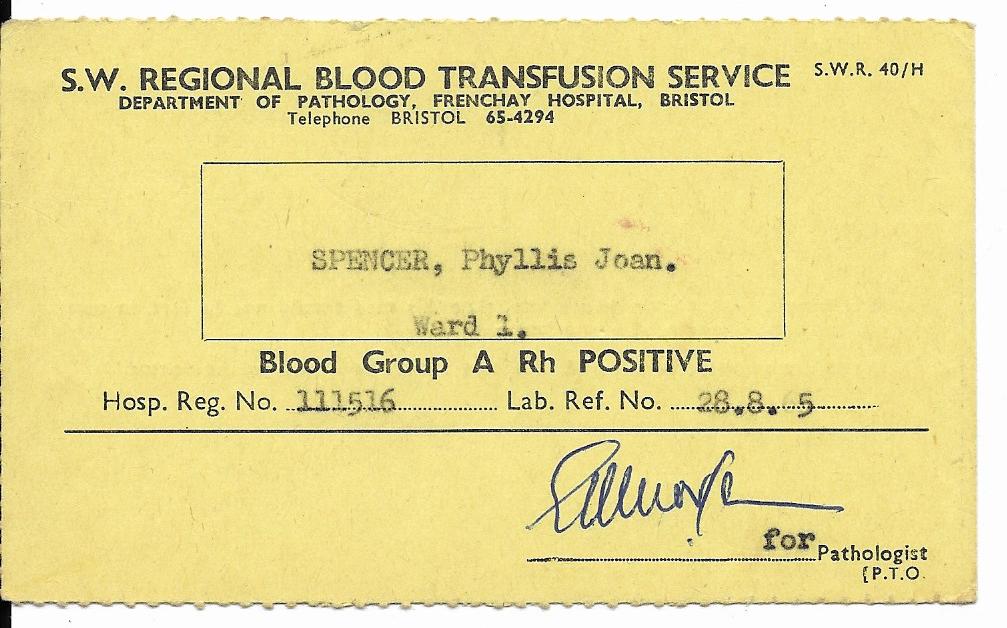 S.W. REGIONAL BLOOD TRANSFUSION SERVICE S.W.R. 40/H
DEPARTMENT OF PATHOLOGY, FRENCHAY HOSPITAL, BRISTOL
Telephone BRISTOL 65-4294
SPENCER, Phyllis Joan.
Ward 1.
Blood Group A Rh POSITIVE
Hosp. Reg. No. 111516 Lab. Ref. No. 28.8.65
for Pathologist
[P.T.O.